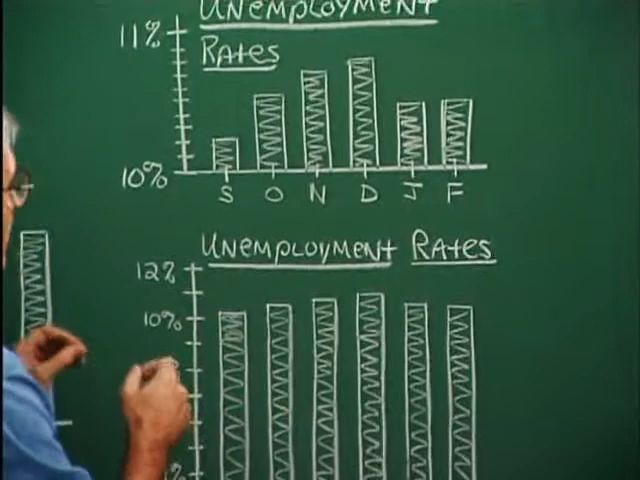 UNEMPLOYMENT
RATES
11%
10%
S O N D J F
UNEMPLOYMENT RATES
12%
10%